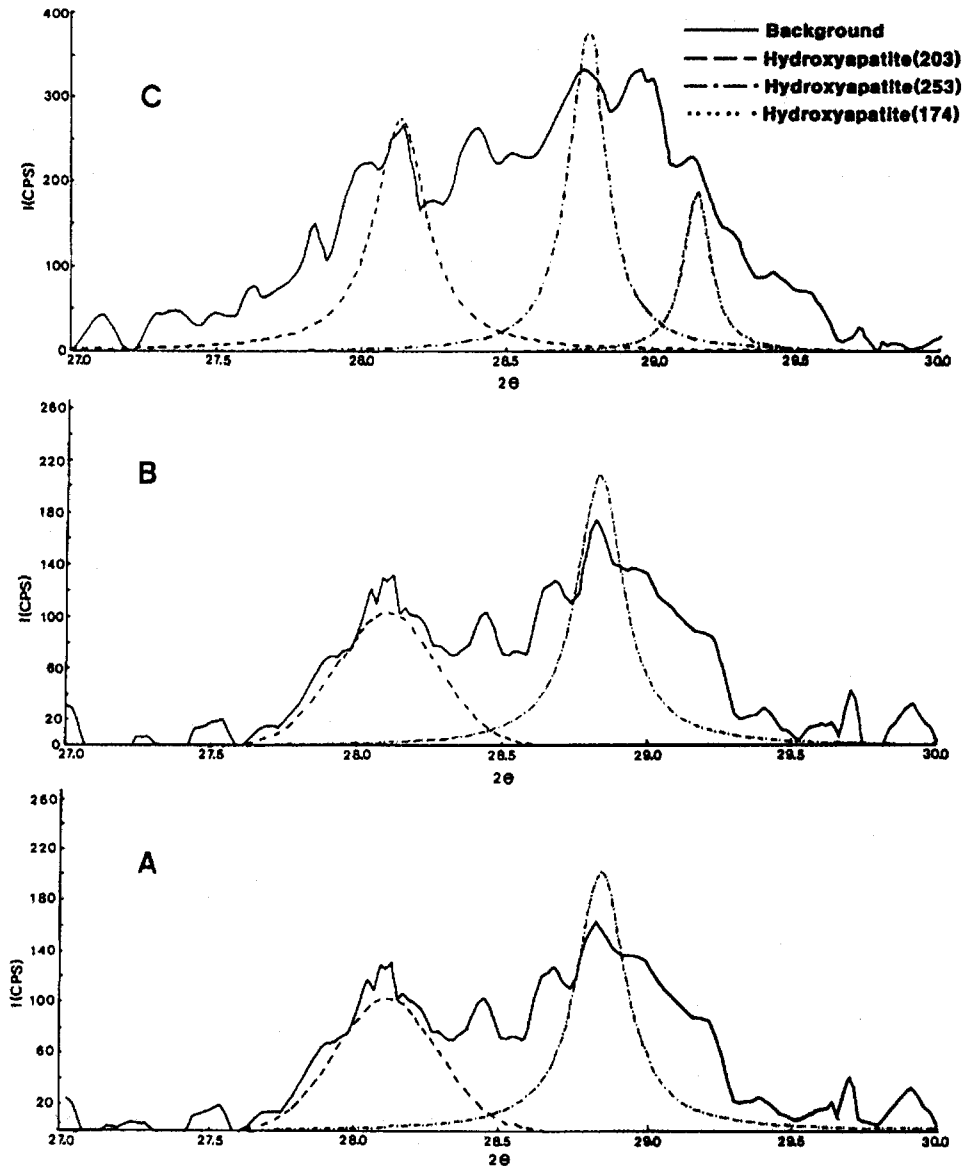 400
300
200
100
0
I(CPS)
C
Background
Hydroxyapatite(203)
Hydroxyapatite(253)
Hydroxyapatite(174)
27.0 27.5 28.0 28.5 29.0 29.5 30.0
2θ
260
220
180
140
100
60
20
0
I(CPS)
B
27.0 27.5 28.0 28.5 29.0 29.5 30.0
2θ
260
220
180
140
100
60
20
I(CPS)
A
27.0 27.5 28.0 28.5 29.0 29.5 30.0
2θ